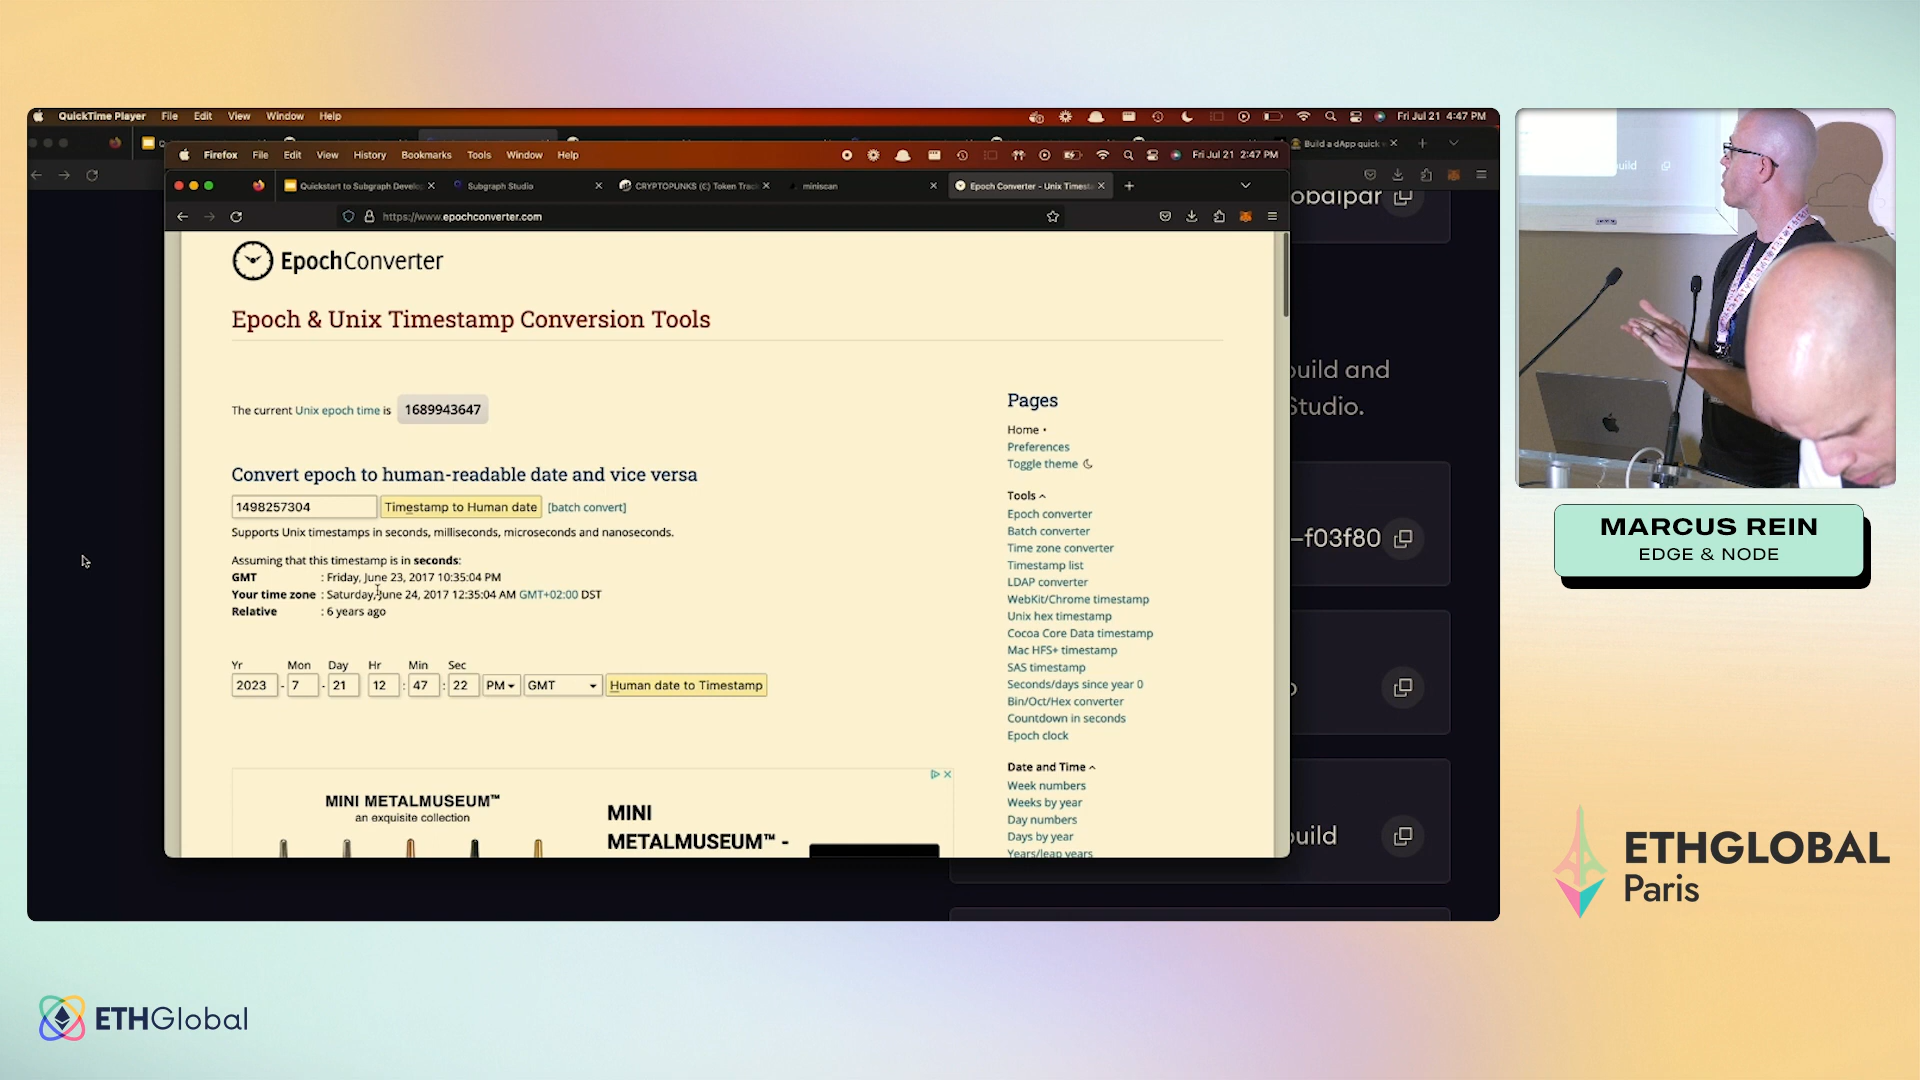 QuickTime Player File Edit View Window Help
Fri Jul 21 4:47 PM
Build a dApp quick
Firefox File Edit View History Bookmarks Tools Window Help
Fri Jul 21 2:47 PM
Quickstart to Subgraph Develo
Subgraph Studio
CRYPTOPUNKS (C) Token Trac
miniscan
Epoch Converter - Unix Timest
https://www.epochconverter.com
EpochConverter
Epoch & Unix Timestamp Conversion Tools
The current Unix epoch time is 1689943647
Convert epoch to human-readable date and vice versa
1498257304 Timestamp to Human date [batch convert]
Supports Unix timestamps in seconds, milliseconds, microseconds and nanoseconds.
Assuming that this timestamp is in seconds:
GMT : Friday, June 23, 2017 10:35:04 PM
Your time zone : Saturday, June 24, 2017 12:35:04 AM GMT+02:00 DST
Relative : 6 years ago
Yr Mon Day Hr Min Sec
2023 - 7 - 21 12 : 47 : 22 PM GMT Human date to Timestamp
MINI METALMUSEUM™
an exquisite collection
MINI
METALMUSEUM™ -
Pages
Home
Preferences
Toggle theme
Tools
Epoch converter
Batch converter
Time zone converter
Timestamp list
LDAP converter
WebKit/Chrome timestamp
Unix hex timestamp
Cocoa Core Data timestamp
Mac HFS+ timestamp
SAS timestamp
Seconds/days since year 0
Bin/Oct/Hex converter
Countdown in seconds
Epoch clock
Date and Time
Week numbers
Weeks by year
Day numbers
Days by year
Years/leap years
obalpar
build and
Studio.
-f03f80
build
uild
MARCUS REIN
EDGE & NODE
ETHGLOBAL
Paris
ETHGlobal